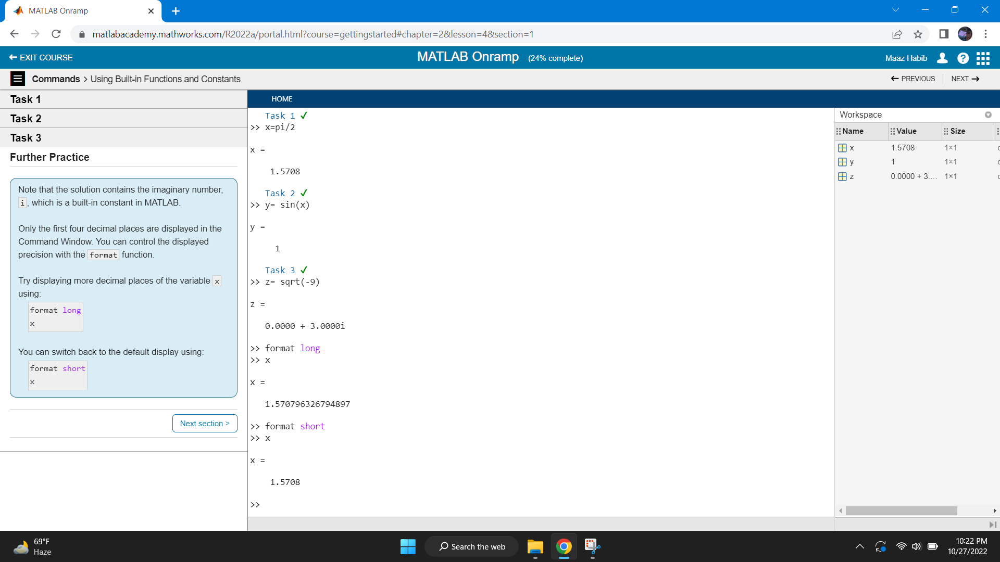 MATLAB Onramp
matlabacademy.mathworks.com/R2022a/portal.html?course=gettingstarted#chapter=2&lesson=4&section=1
EXIT COURSE
MATLAB Onramp (24% complete)
Maaz Habib
Commands > Using Built-in Functions and Constants
PREVIOUS
NEXT
Task 1
Task 2
Task 3
Further Practice
Note that the solution contains the imaginary number,
i, which is a built-in constant in MATLAB.
Only the first four decimal places are displayed in the
Command Window. You can control the displayed
precision with the format function.
Try displaying more decimal places of the variable x
using:
format long
x
You can switch back to the default display using:
format short
x
Next section >
HOME
Task 1 ✓
>> x=pi/2
x =
1.5708
Task 2 ✓
>> y= sin(x)
y =
1
Task 3 ✓
>> z= sqrt(-9)
z =
0.0000 + 3.0000i
>> format long
>> x
x =
1.570796326794897
>> format short
>> x
x =
1.5708
>>
Workspace
Name Value Size
x 1.5708 1×1
y 1 1×1
z 0.0000 + 3.... 1×1
69°F
Haze
Search the web
10:22 PM
10/27/2022